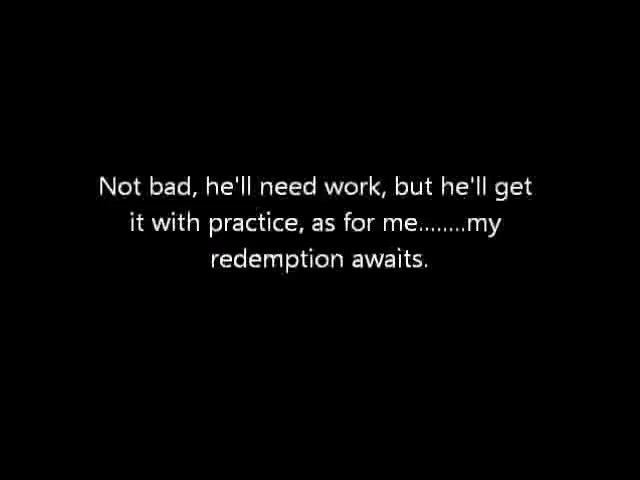 Not bad, he'll need work, but he'll get
it with practice, as for me........my
redemption awaits.